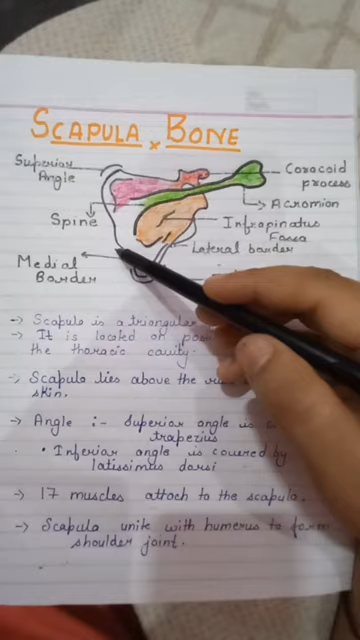 SCAPULA x BONE
Superior
Angle
Coracoid
process
Acromion
Spine
Infrapinatus
Fossa
Lateral border
Medial
Border
-> Scapula is a triangular
-> It is located on
the thoracic cavity.
-> Scapula lies above the
skin.
-> Angle :- Superior angle is
trapezius
• Inferior angle is covered by
latissimus dorsi
-> 17 muscles attach to the scapula.
-> Scapula unite with humerus to form
shoulder joint.